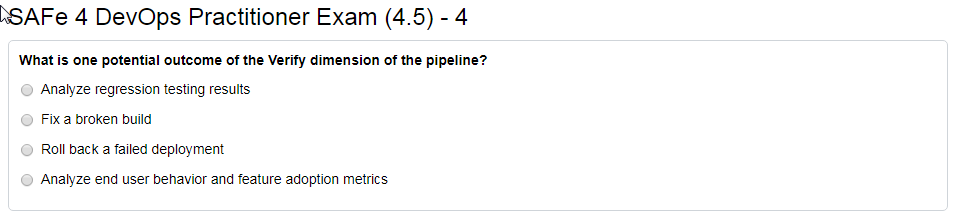 SAFe 4 DevOps Practitioner Exam (4.5) - 4
What is one potential outcome of the Verify dimension of the pipeline?
Analyze regression testing results
Fix a broken build
Roll back a failed deployment
Analyze end user behavior and feature adoption metrics